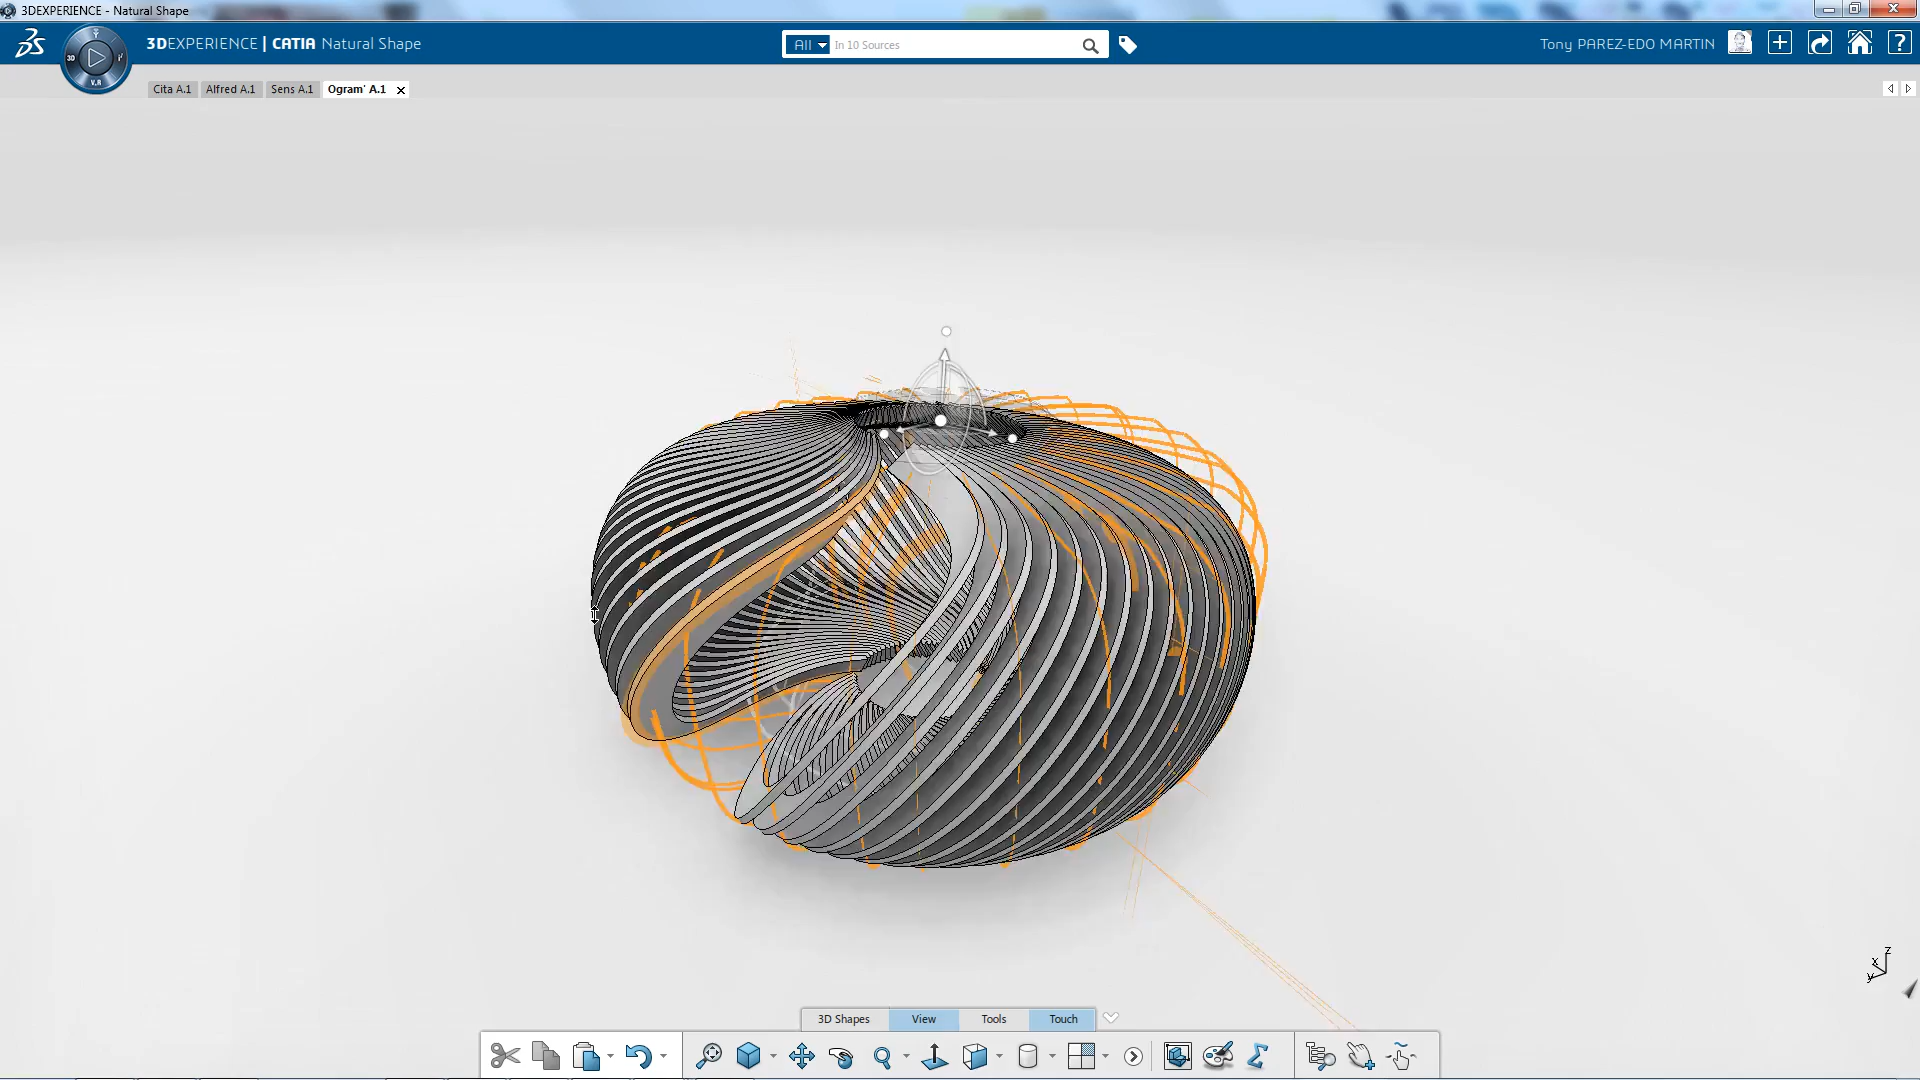 3DEXPERIENCE - Natural Shape
3DEXPERIENCE | CATIA Natural Shape
All
In 10 Sources
Tony PAREZ-EDO MARTIN
3D
V.R
Cita A.1
Alfred A.1
Sens A.1
Ogram' A.1
z
x
y
3D Shapes
View
Tools
Touch